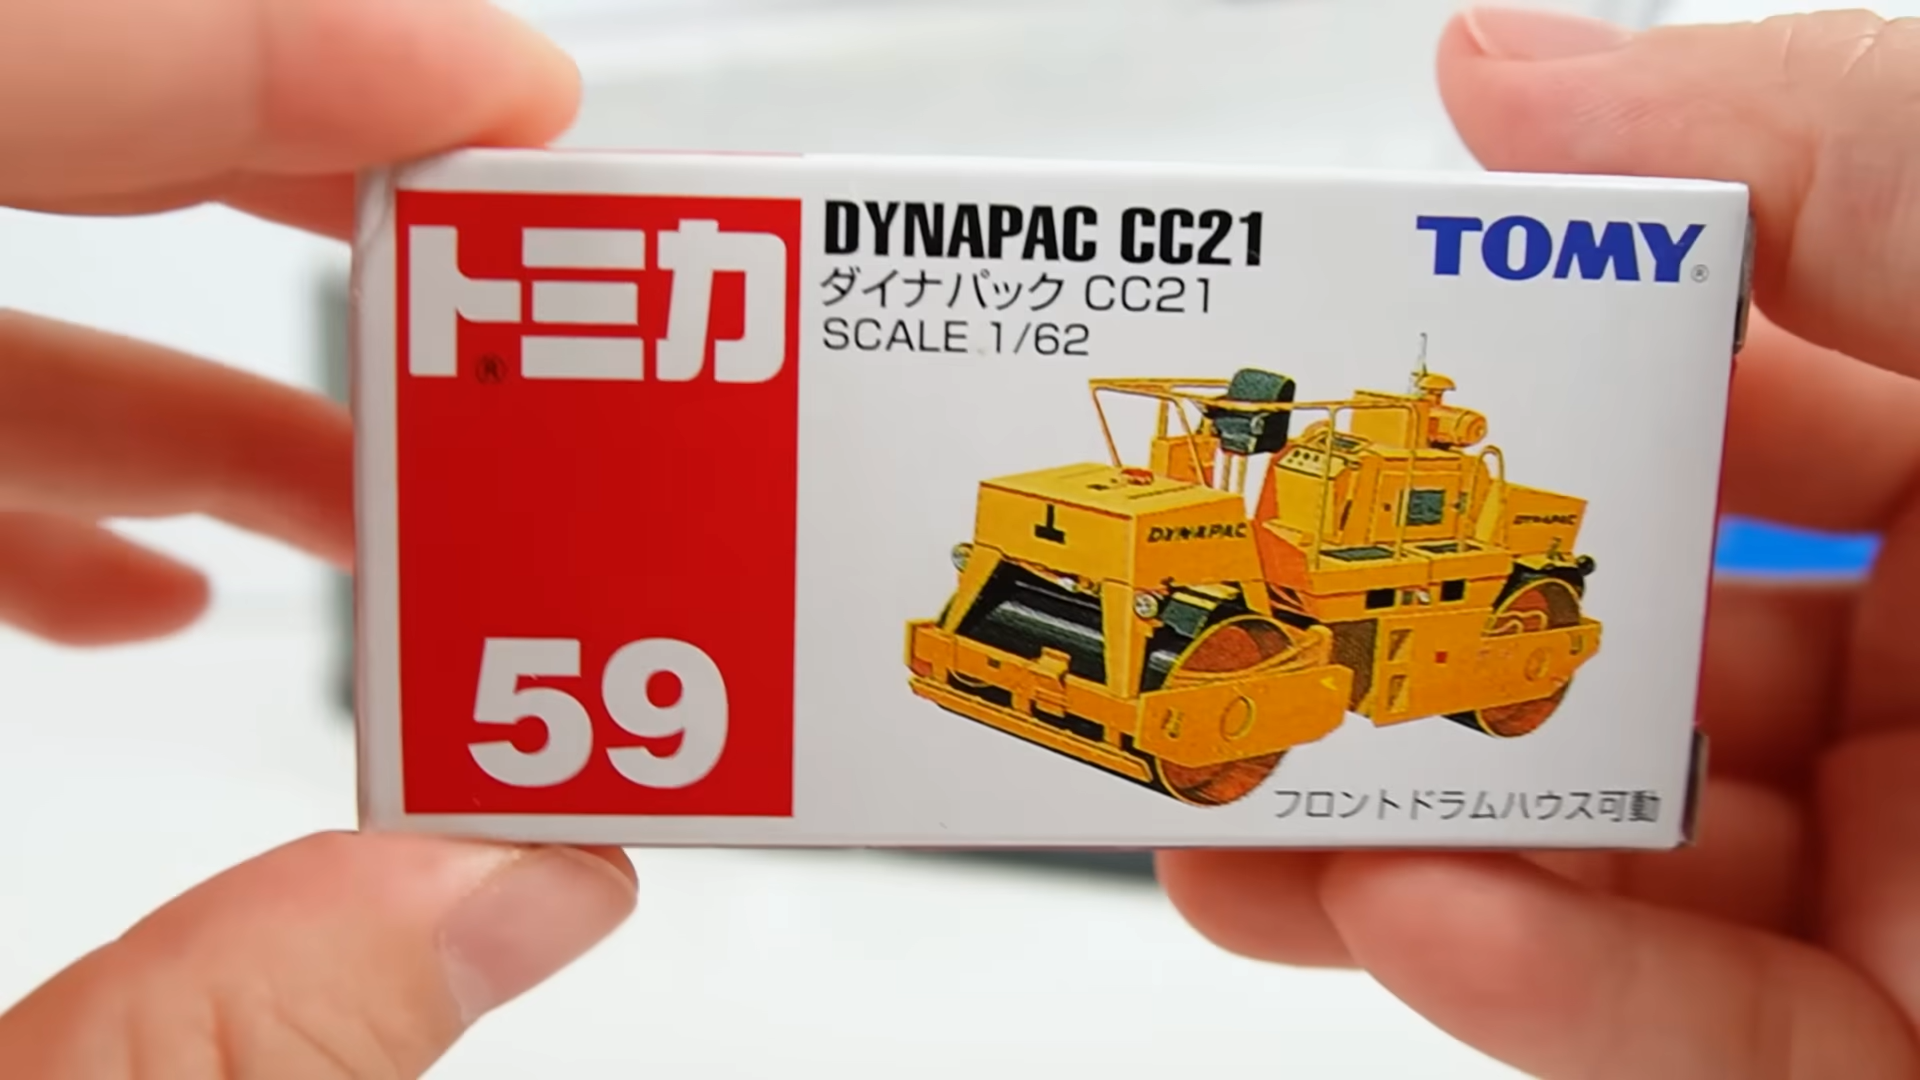 トミカ
®
59
DYNAPAC CC21
ダイナパック CC21
SCALE 1/62
TOMY®
DYNAPAC
DYNAPAC
フロントドラムハウス可動